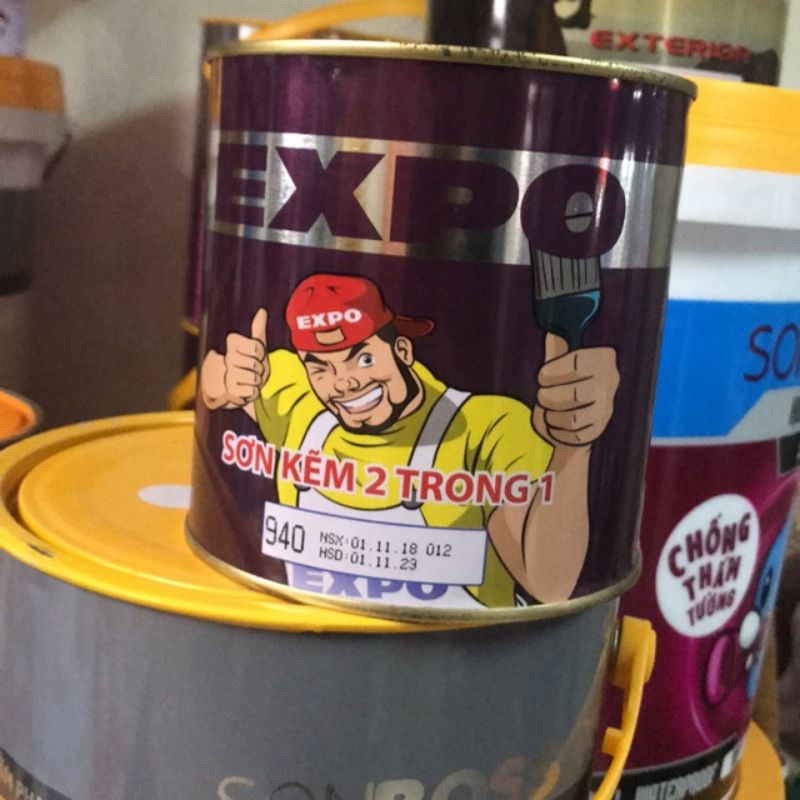 EXTERIOR
EXPO
EXPO
SƠN KẼM 2 TRONG 1
940
NSX:01.11.18 012
HSD:01.11.23
EXPO
CHỐNG
THẤM
TƯỜNG
WATERPROOF